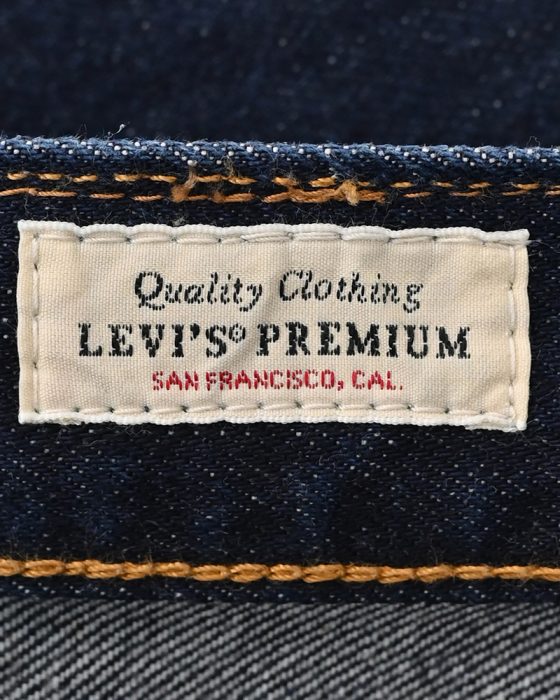 Quality Clothing
LEVI'S® PREMIUM
SAN FRANCISCO, CAL.